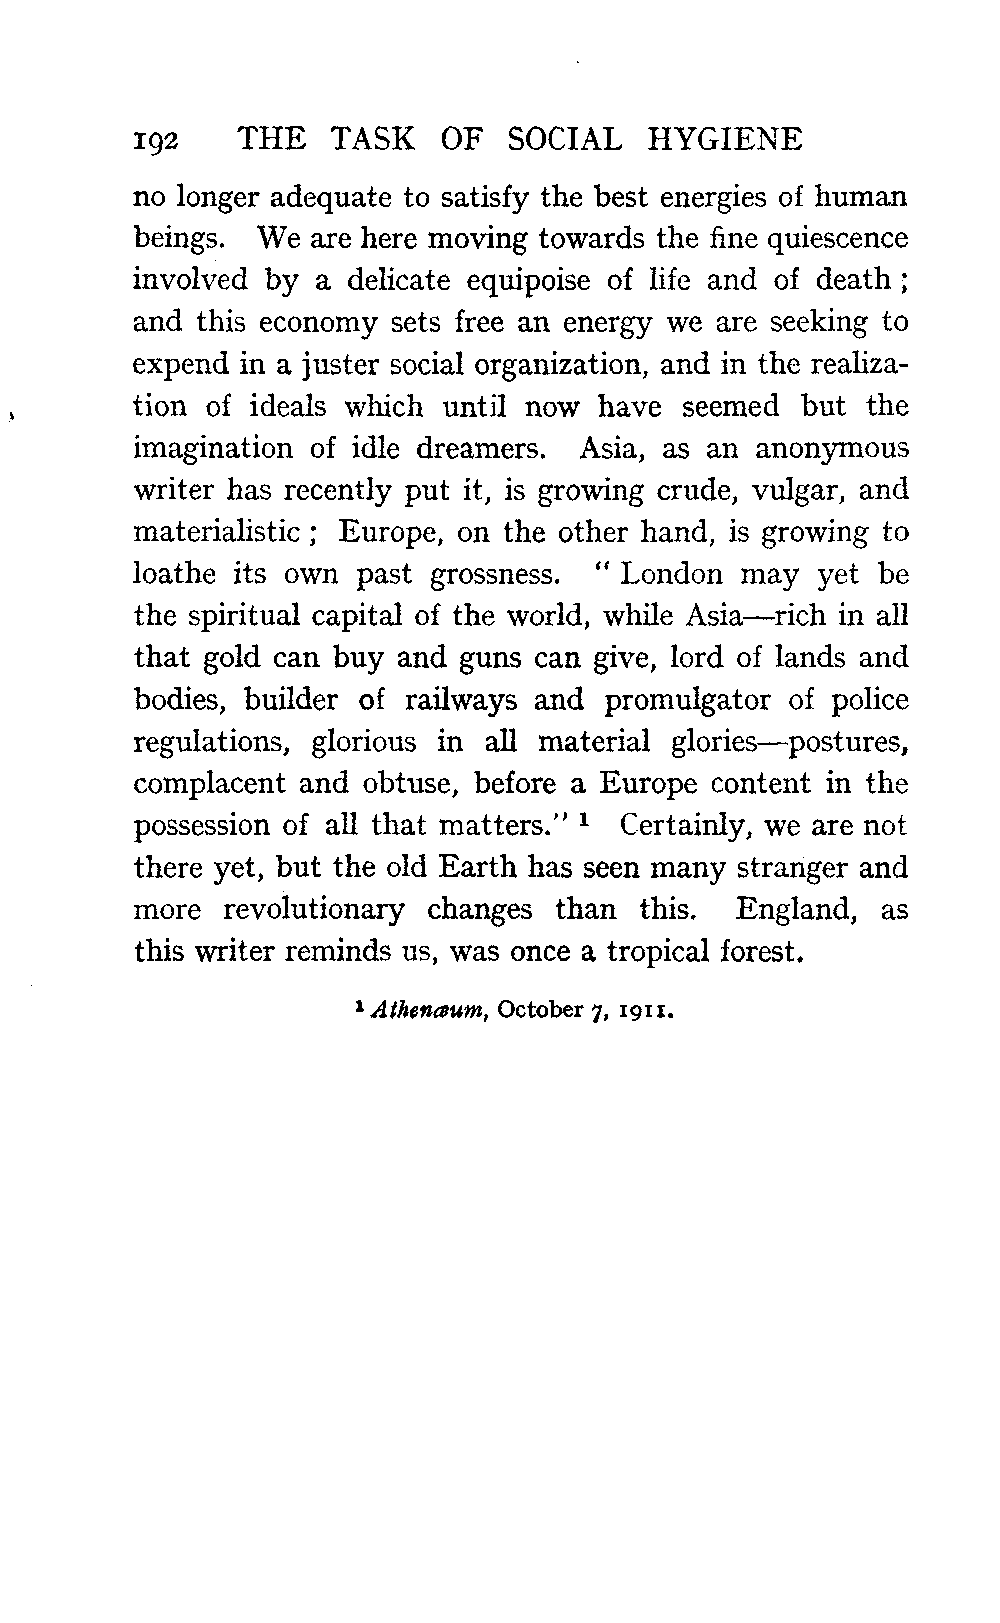 192 THE TASK OF SOCIAL HYGIENE
no longer adequate to satisfy the best energies of human
beings. We are here moving towards the fine quiescence
involved by a delicate equipoise of life and of death ;
and this economy sets free an energy we are seeking to
expend in a juster social organization, and in the realiza-
tion of ideals which until now have seemed but the
imagination of idle dreamers. Asia, as an anonymous
writer has recently put it, is growing crude, vulgar, and
materialistic ; Europe, on the other hand, is growing to
loathe its own past grossness. " London may yet be
the spiritual capital of the world, while Asia—rich in all
that gold can buy and guns can give, lord of lands and
bodies, builder of railways and promulgator of police
regulations, glorious in all material glories—postures,
complacent and obtuse, before a Europe content in the
possession of all that matters." ¹ Certainly, we are not
there yet, but the old Earth has seen many stranger and
more revolutionary changes than this. England, as
this writer reminds us, was once a tropical forest.
¹ Athenæum, October 7, 1911.